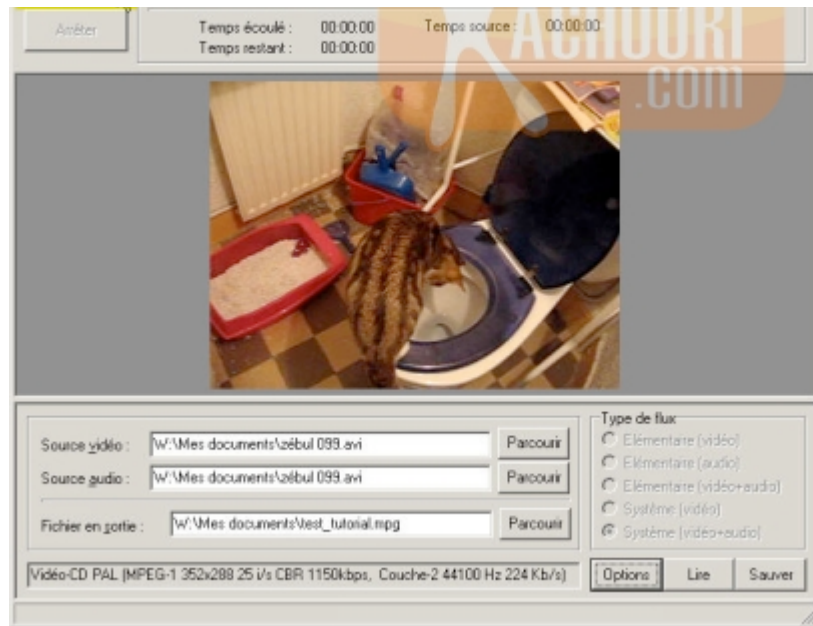 Arrêter
Temps écoulé : 00:00:00 Temps source : 00:00:00
Temps restant : 00:00:00
KACHOURI
.com
Source vidéo : W:\Mes documents\zébul 099.avi Parcourir
Source audio : W:\Mes documents\zébul 099.avi Parcourir
Fichier en sortie : W:\Mes documents\test_tutorial.mpg Parcourir
Type de flux
Elémentaire (vidéo)
Elémentaire (audio)
Elémentaire (vidéo+audio)
Système (vidéo)
Système (vidéo+audio)
Vidéo-CD PAL (MPEG-1 352x288 25 i/s CBR 1150kbps, Couche-2 44100 Hz 224 Kb/s) Options Lire Sauver